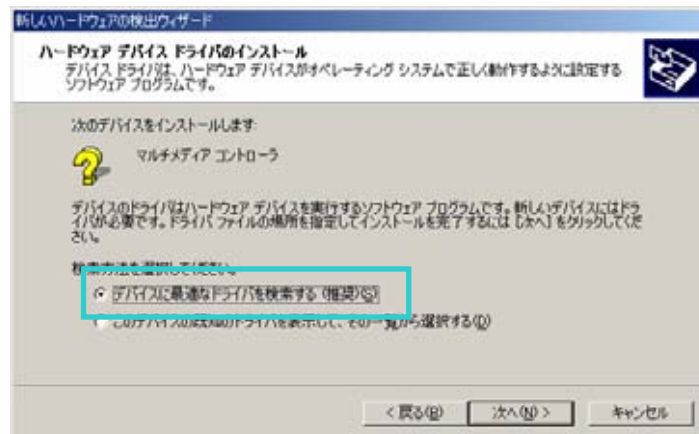 新しいハードウェアの検出ウィザード
ハードウェア デバイス ドライバのインストール
デバイス ドライバは、ハードウェア デバイスがオペレーティング システムで正しく動作するように設定する
ソフトウェア プログラムです。
次のデバイスをインストールします:
マルチメディア コントローラ
デバイスのドライバはハードウェア デバイスを実行するソフトウェア プログラムです。新しいデバイスにはドラ
イバが必要です。ドライバ ファイルの場所を指定してインストールを完了するには [次へ] をクリックしてくだ
さい。
検索方法を選択してください。
デバイスに最適なドライバを検索する (推奨)(S)
このデバイスの既知のドライバを表示して、その一覧から選択する(D)
< 戻る(B)
次へ(N) >
キャンセル